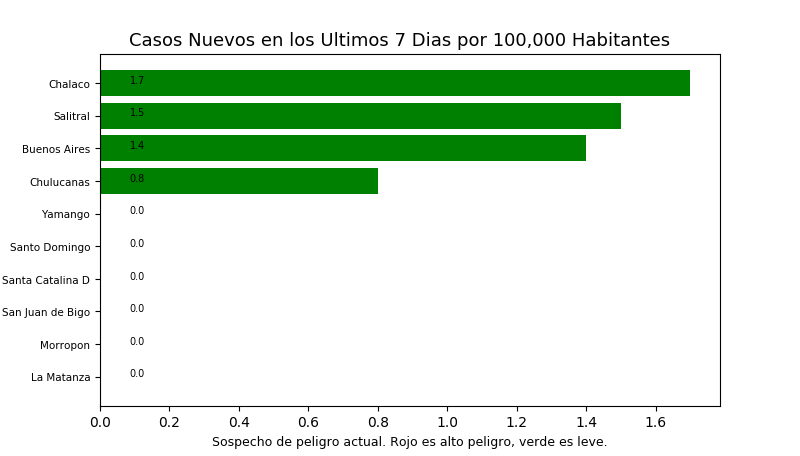 Casos Nuevos en los Ultimos 7 Dias por 100,000 Habitantes
Chalaco 1.7
Salitral 1.5
Buenos Aires 1.4
Chulucanas 0.8
Yamango 0.0
Santo Domingo 0.0
Santa Catalina D 0.0
San Juan de Bigo 0.0
Morropon 0.0
La Matanza 0.0
0.0 0.2 0.4 0.6 0.8 1.0 1.2 1.4 1.6
Sospecho de peligro actual. Rojo es alto peligro, verde es leve.